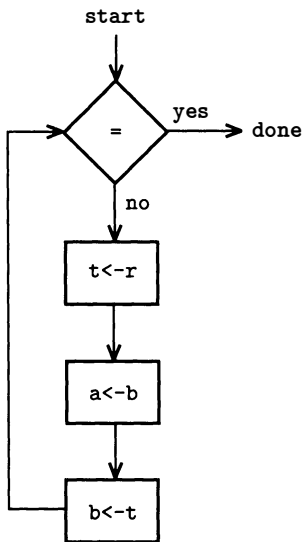 start
=
yes
done
no
t<-r
a<-b
b<-t